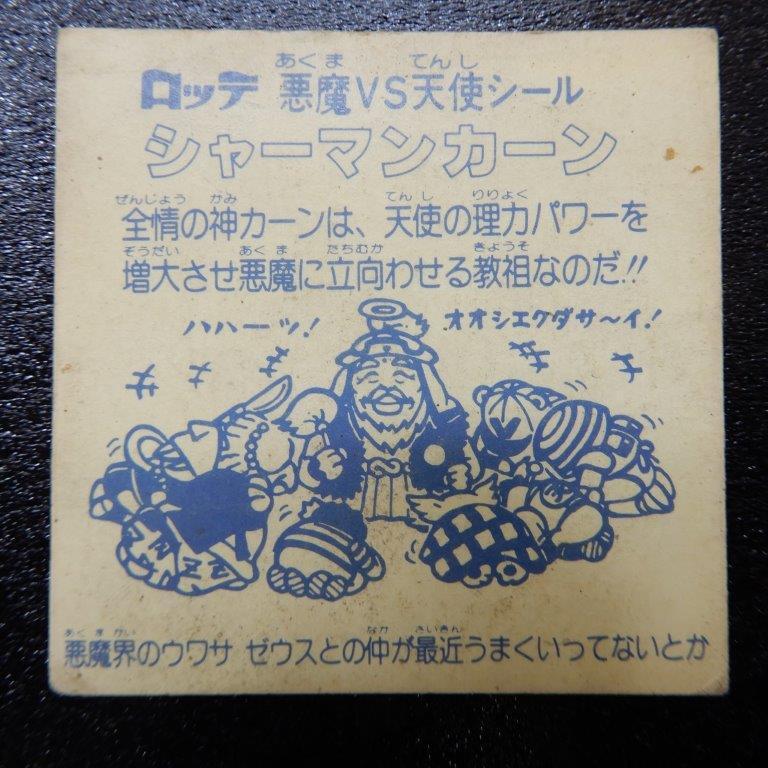 ロッテ 悪魔VS天使シール
あくま てんし
シャーマンカーン
ぜんじょう かみ てんし りりょく
全情の神カーンは、天使の理力パワーを
ぞうだい あくま たちむか きょうそ
増大させ悪魔に立向わせる教祖なのだ!!
ハハーッ! オオシエクダサ〜イ!
あくまかい なか さいきん
悪魔界のウワサ ゼウスとの仲が最近うまくいってないとか